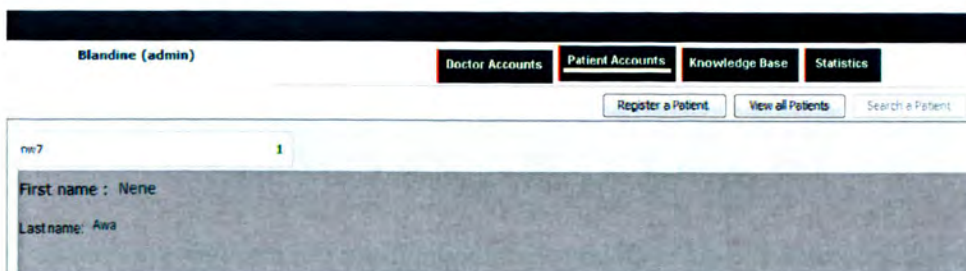 Blandine (admin)
Doctor Accounts Patient Accounts Knowledge Base Statistics
Register a Patient View all Patients Search a Patient
nw7 1
First name : Nene
Last name: Awa